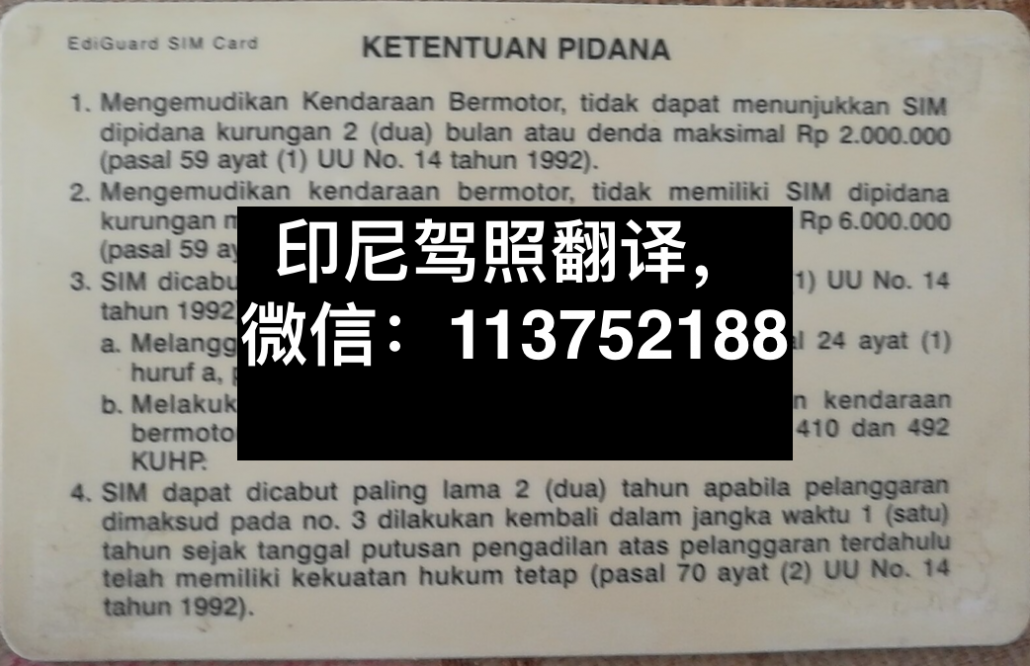 EdiGuard SIM Card
KETENTUAN PIDANA
1. Mengemudikan Kendaraan Bermotor, tidak dapat menunjukkan SIM
dipidana kurungan 2 (dua) bulan atau denda maksimal Rp 2.000.000
(pasal 59 ayat (1) UU No. 14 tahun 1992).
2. Mengemudikan kendaraan bermotor, tidak memiliki SIM dipidana
kurungan Rp 6.000.000
(pasal 59
3. SIM 1) UU No. 14
tahun 1992
a. 24 ayat (1)
huruf a,
b. kendaraan
410 dan 492
KUHP.
印尼驾照翻译，
微信：113752188
4. SIM dapat dicabut paling lama 2 (dua) tahun apabila pelanggaran
dimaksud pada no. 3 dilakukan kembali dalam jangka waktu 1 (satu)
tahun sejak tanggal putusan pengadilan atas pelanggaran terdahulu
telah memiliki kekuatan hukum tetap (pasal 70 ayat (2) UU No. 14
tahun 1992).